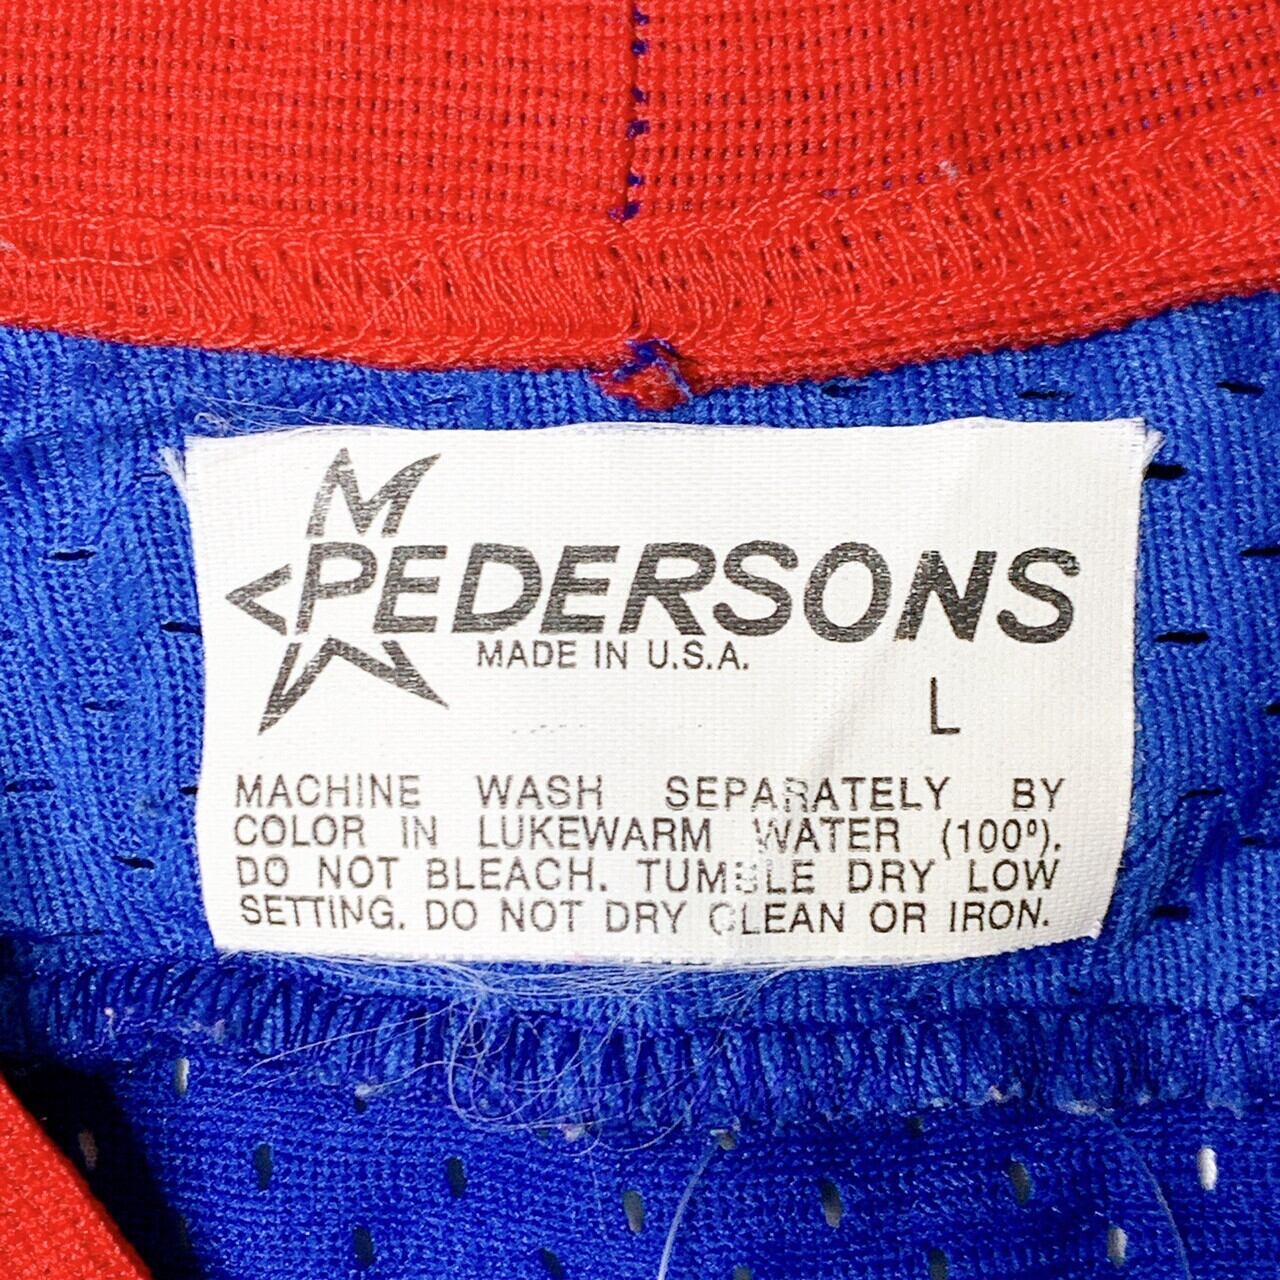 M
PEDERSONS
W
MADE IN U.S.A.
L
MACHINE WASH SEPARATELY BY
COLOR IN LUKEWARM WATER (100º).
DO NOT BLEACH. TUMBLE DRY LOW
SETTING. DO NOT DRY CLEAN OR IRON.